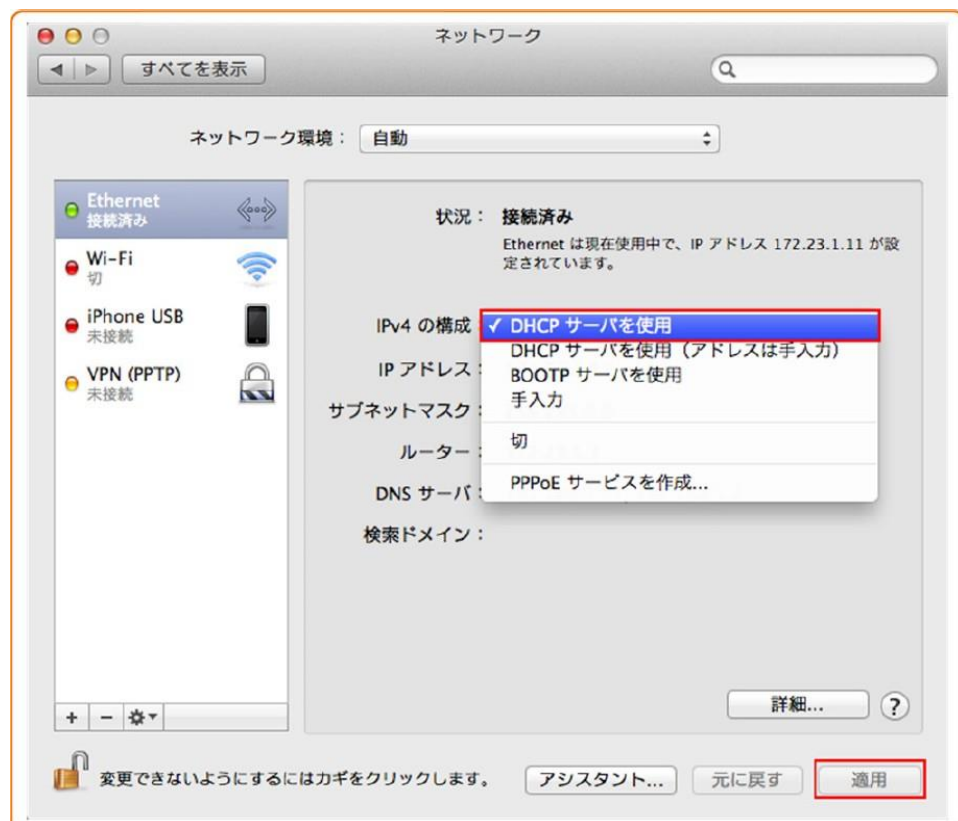 ネットワーク
すべてを表示
ネットワーク環境： 自動
Ethernet
接続済み
Wi-Fi
切
iPhone USB
未接続
VPN (PPTP)
未接続
状況： 接続済み
Ethernet は現在使用中で、IP アドレス 172.23.1.11 が設
定されています。
IPv4 の構成： ✓ DHCP サーバを使用
DHCP サーバを使用（アドレスは手入力）
BOOTP サーバを使用
手入力
切
PPPoE サービスを作成...
IP アドレス：
サブネットマスク：
ルーター：
DNS サーバ：
検索ドメイン：
+ −
詳細... ?
変更できないようにするにはカギをクリックします。
アシスタント... 元に戻す 適用